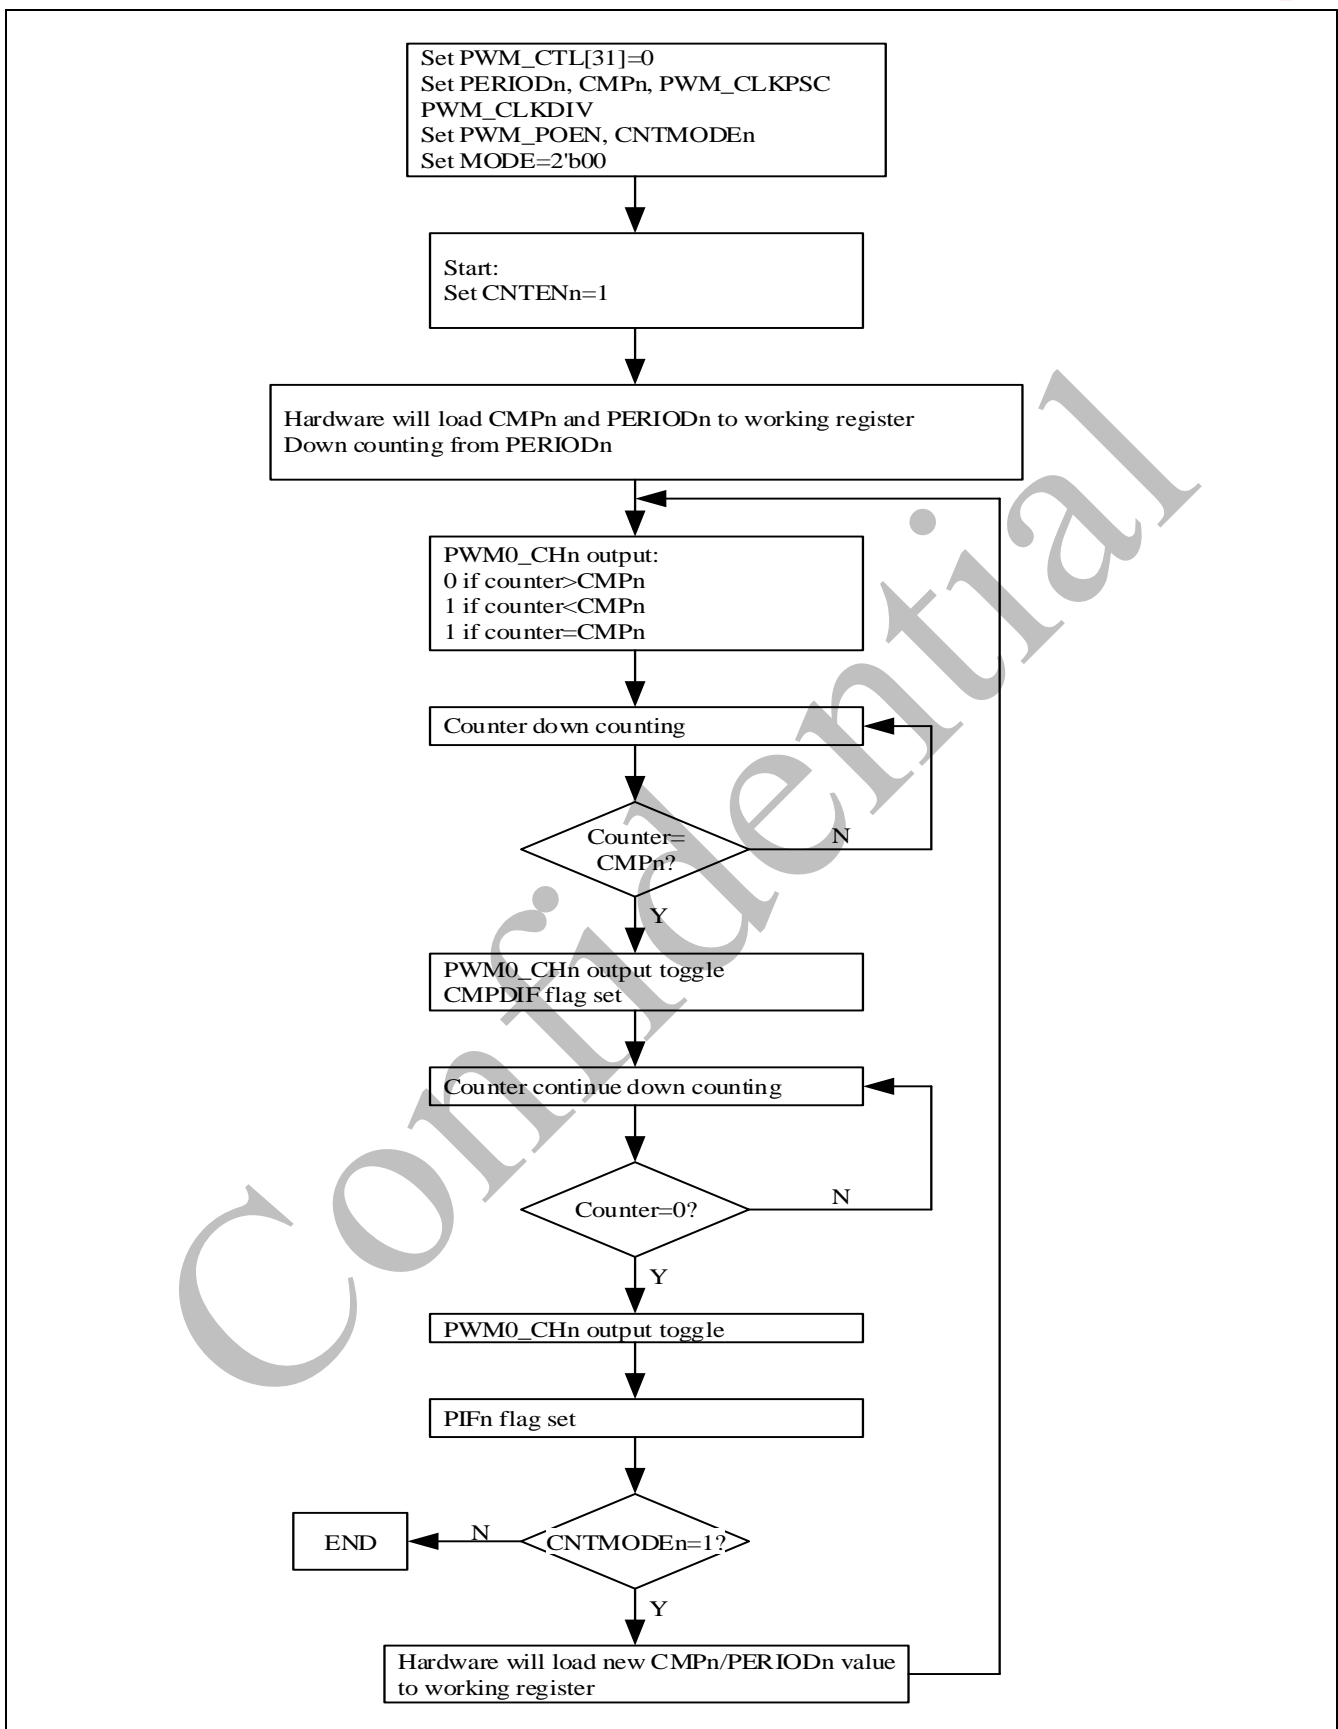 Set PWM_CTL[31]=0
Set PERIODn, CMPn, PWM_CLKPSC
PWM_CLKDIV
Set PWM_POEN, CNTMODEn
Set MODE=2'b00
Start:
Set CNTENn=1
Hardware will load CMPn and PERIODn to working register
Down counting from PERIODn
PWM0_CHn output:
0 if counter>CMPn
1 if counter<CMPn
1 if counter=CMPn
Counter down counting
Counter=
CMPn?
N
Y
PWM0_CHn output toggle
CMPDIF flag set
Counter continue down counting
Counter=0?
N
Y
PWM0_CHn output toggle
PIFn flag set
END
N
CNTMODEn=1?
Y
Hardware will load new CMPn/PERIODn value
to working register
Confidential